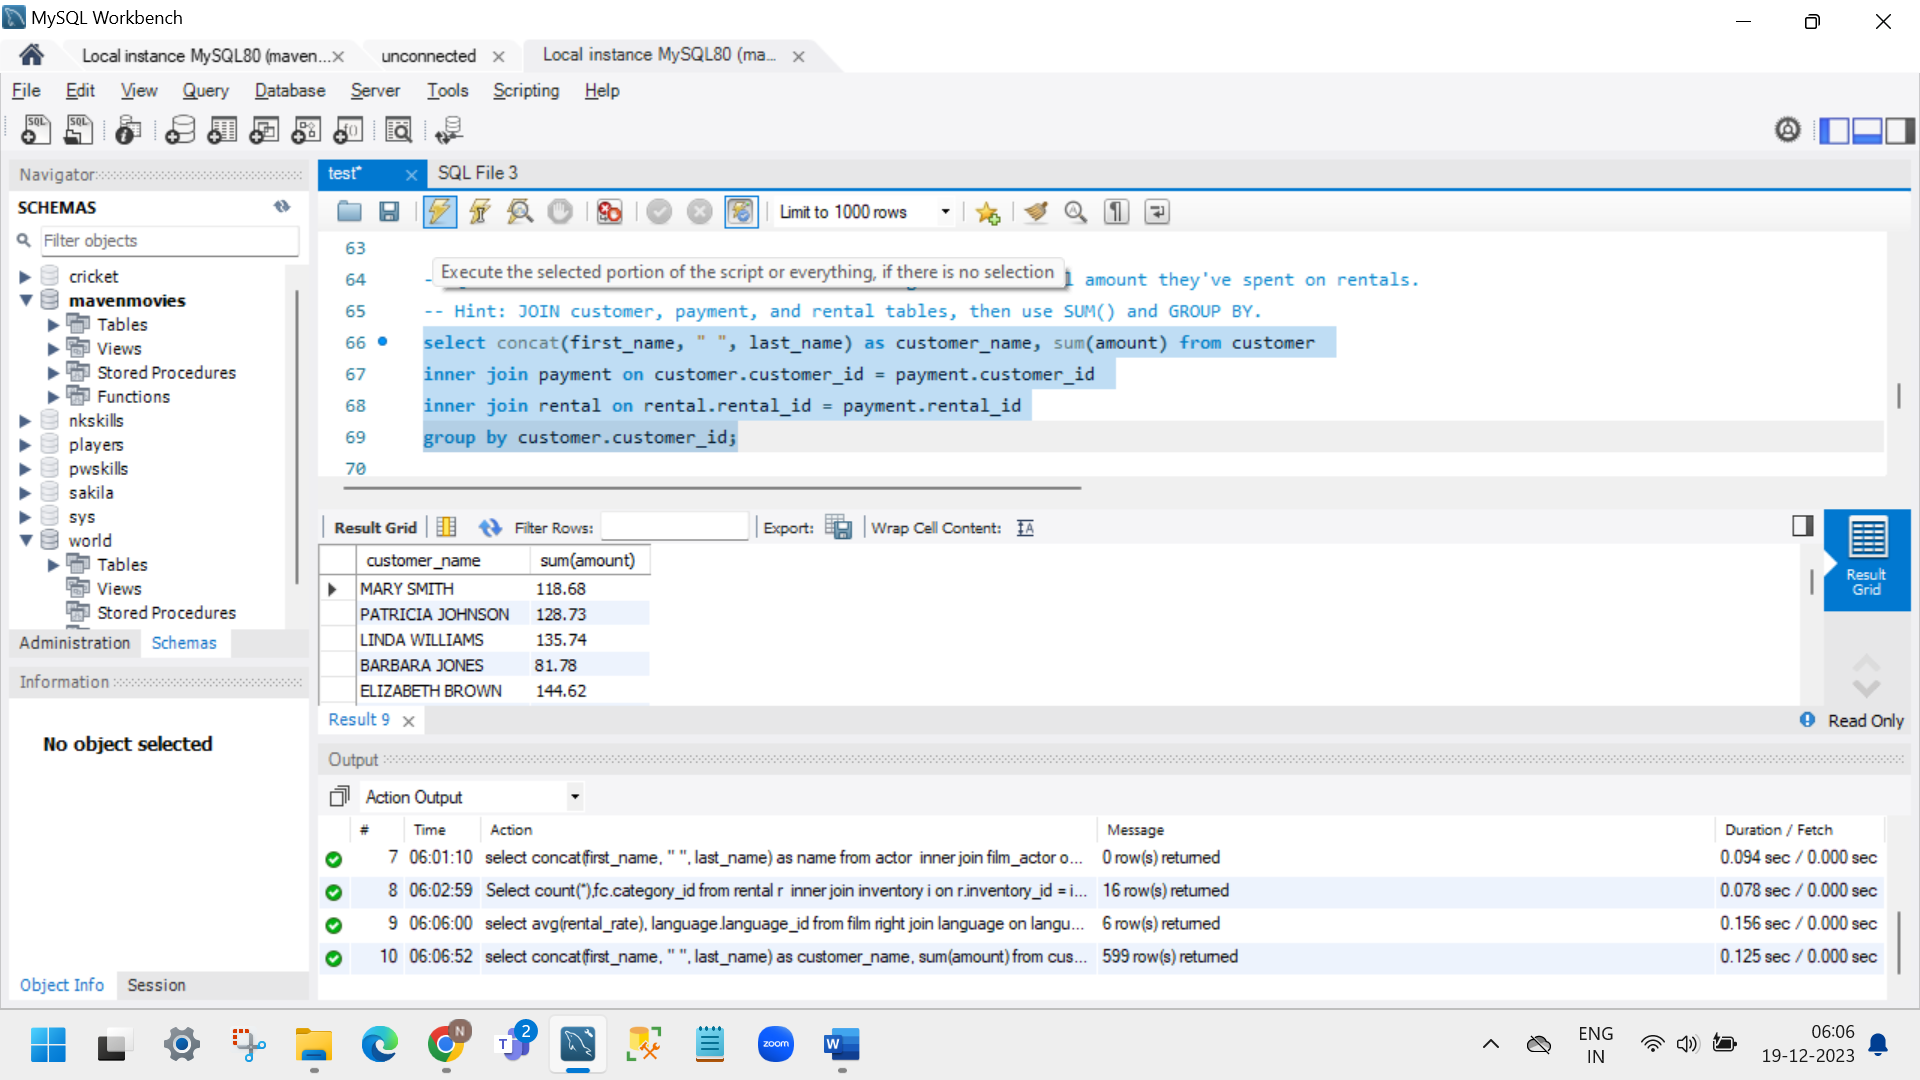 MySQL Workbench
Local instance MySQL80 (maven...
unconnected
Local instance MySQL80 (ma...
File Edit View Query Database Server Tools Scripting Help
Navigator
SCHEMAS
Filter objects
cricket
mavenmovies
Tables
Views
Stored Procedures
Functions
nkskills
players
pwskills
sakila
sys
world
Tables
Views
Stored Procedures
Administration Schemas
Information
No object selected
Object Info Session
test* SQL File 3
Limit to 1000 rows
63
Execute the selected portion of the script or everything, if there is no selection
64 amount they've spent on rentals.
65 -- Hint: JOIN customer, payment, and rental tables, then use SUM() and GROUP BY.
66 select concat(first_name, " ", last_name) as customer_name, sum(amount) from customer
67 inner join payment on customer.customer_id = payment.customer_id
68 inner join rental on rental.rental_id = payment.rental_id
69 group by customer.customer_id;
70
Result Grid Filter Rows: Export: Wrap Cell Content: IA
customer_name sum(amount)
MARY SMITH 118.68
PATRICIA JOHNSON 128.73
LINDA WILLIAMS 135.74
BARBARA JONES 81.78
ELIZABETH BROWN 144.62
Result
Grid
Result 9
Read Only
Output
Action Output
# Time Action Message Duration / Fetch
7 06:01:10 select concat(first_name, " ", last_name) as name from actor inner join film_actor o... 0 row(s) returned 0.094 sec / 0.000 sec
8 06:02:59 Select count(*),fc.category_id from rental r inner join inventory i on r.inventory_id = i... 16 row(s) returned 0.078 sec / 0.000 sec
9 06:06:00 select avg(rental_rate), language.language_id from film right join language on langu... 6 row(s) returned 0.156 sec / 0.000 sec
10 06:06:52 select concat(first_name, " ", last_name) as customer_name, sum(amount) from cus... 599 row(s) returned 0.125 sec / 0.000 sec
N
2
zoom
W
ENG
IN
06:06
19-12-2023